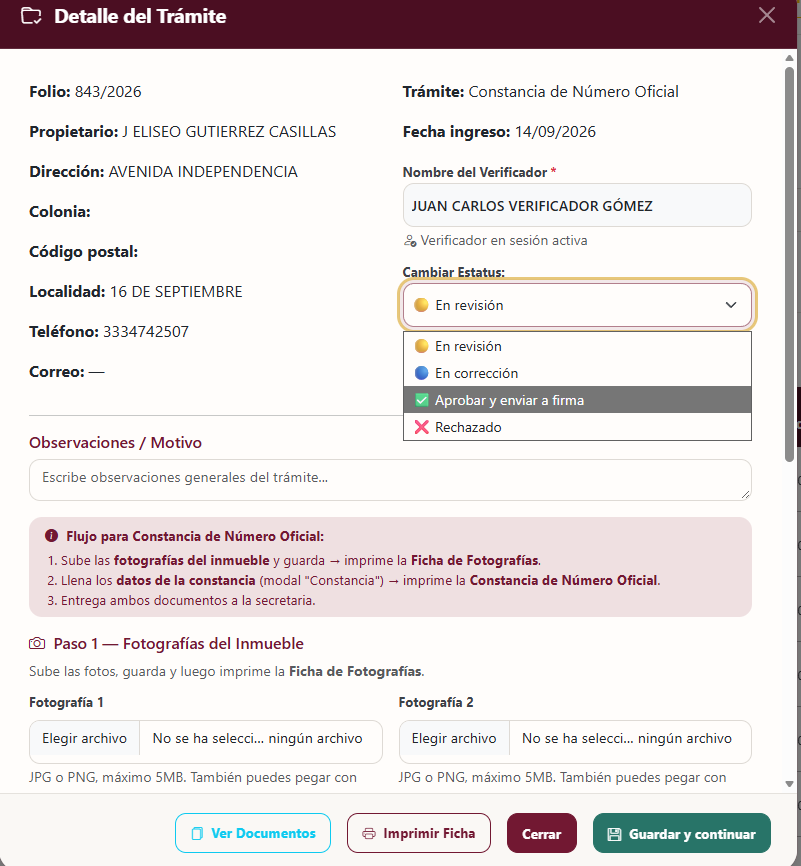 Detalle del Trámite
Folio: 843/2026
Trámite: Constancia de Número Oficial
Propietario: J ELISEO GUTIERREZ CASILLAS
Fecha ingreso: 14/09/2026
Dirección: AVENIDA INDEPENDENCIA
Nombre del Verificador *
JUAN CARLOS VERIFICADOR GÓMEZ
Colonia:
Verificador en sesión activa
Código postal:
Cambiar Estatus:
Localidad: 16 DE SEPTIEMBRE
En revisión
Teléfono: 3334742507
En revisión
Correo: —
En corrección
Aprobar y enviar a firma
Rechazado
Observaciones / Motivo
Escribe observaciones generales del trámite...
Flujo para Constancia de Número Oficial:
1. Sube las fotografías del inmueble y guarda → imprime la Ficha de Fotografías.
2. Llena los datos de la constancia (modal "Constancia") → imprime la Constancia de Número Oficial.
3. Entrega ambos documentos a la secretaria.
Paso 1 — Fotografías del Inmueble
Sube las fotos, guarda y luego imprime la Ficha de Fotografías.
Fotografía 1
Fotografía 2
Elegir archivo No se ha selecci... ningún archivo
Elegir archivo No se ha selecci... ningún archivo
JPG o PNG, máximo 5MB. También puedes pegar con
JPG o PNG, máximo 5MB. También puedes pegar con
Ver Documentos
Imprimir Ficha
Cerrar
Guardar y continuar